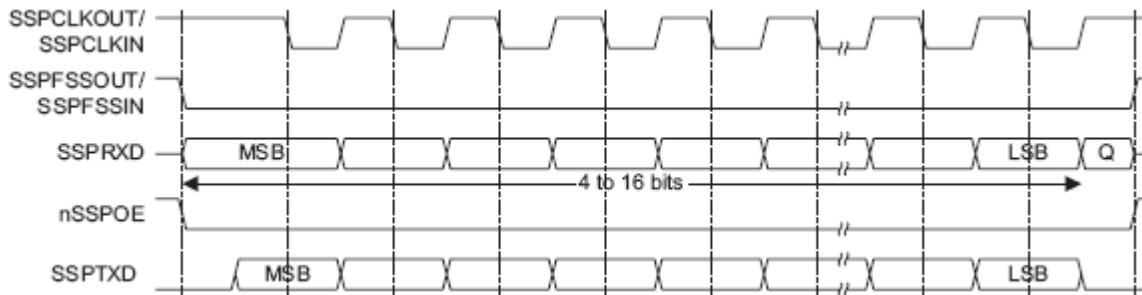 SSPCLKOUT/
SSPCLKIN
SSPFSSOUT/
SSPFSSIN
SSPRXD MSB LSB Q
4 to 16 bits
nSSPOE
SSPTXD MSB LSB